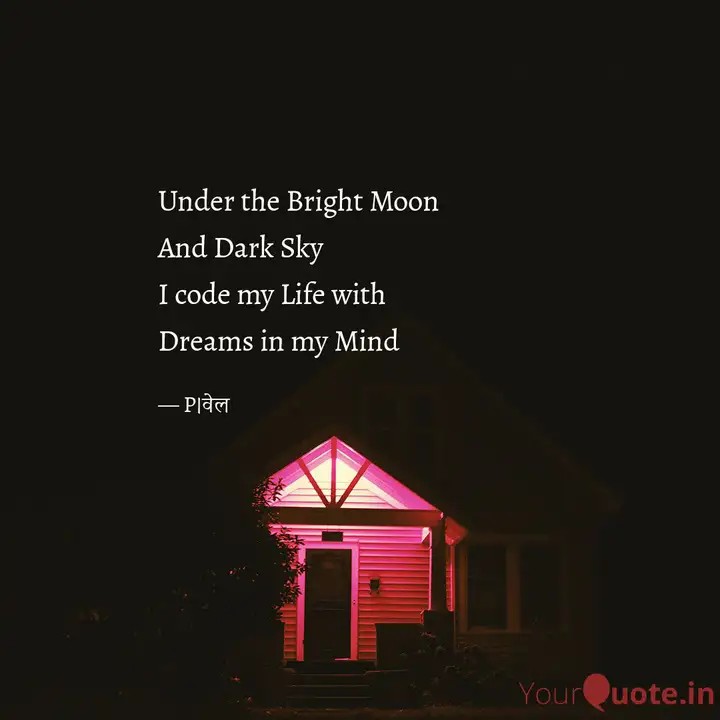 Under the Bright Moon
And Dark Sky
I code my Life with
Dreams in my Mind
— P|वेल
YourQuote.in